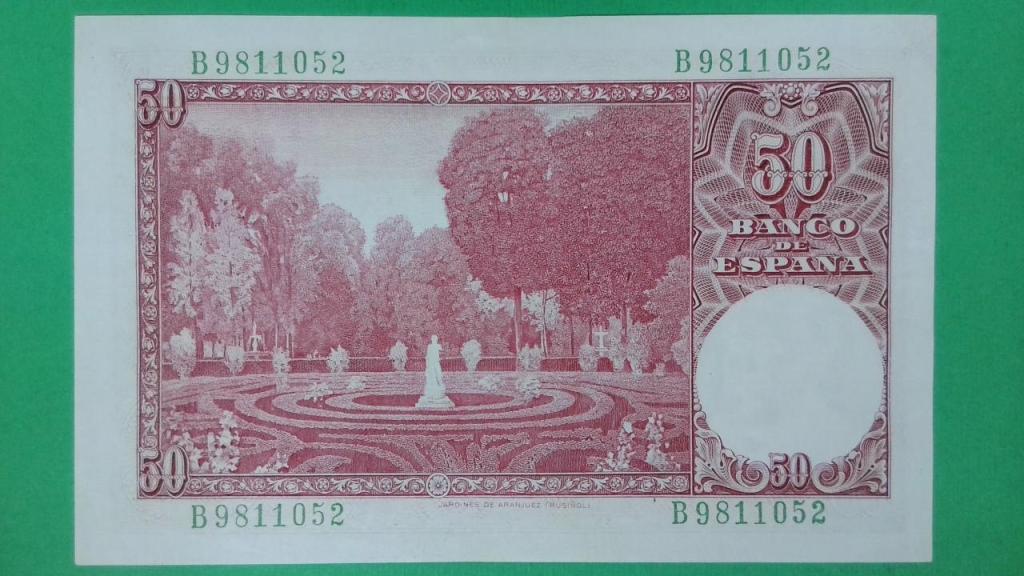 B9811052 B9811052
50
50
BANCO
DE
ESPAÑA
50 50
JARDINES DE ARANJUEZ (RUSIÑOL)
B9811052 B9811052